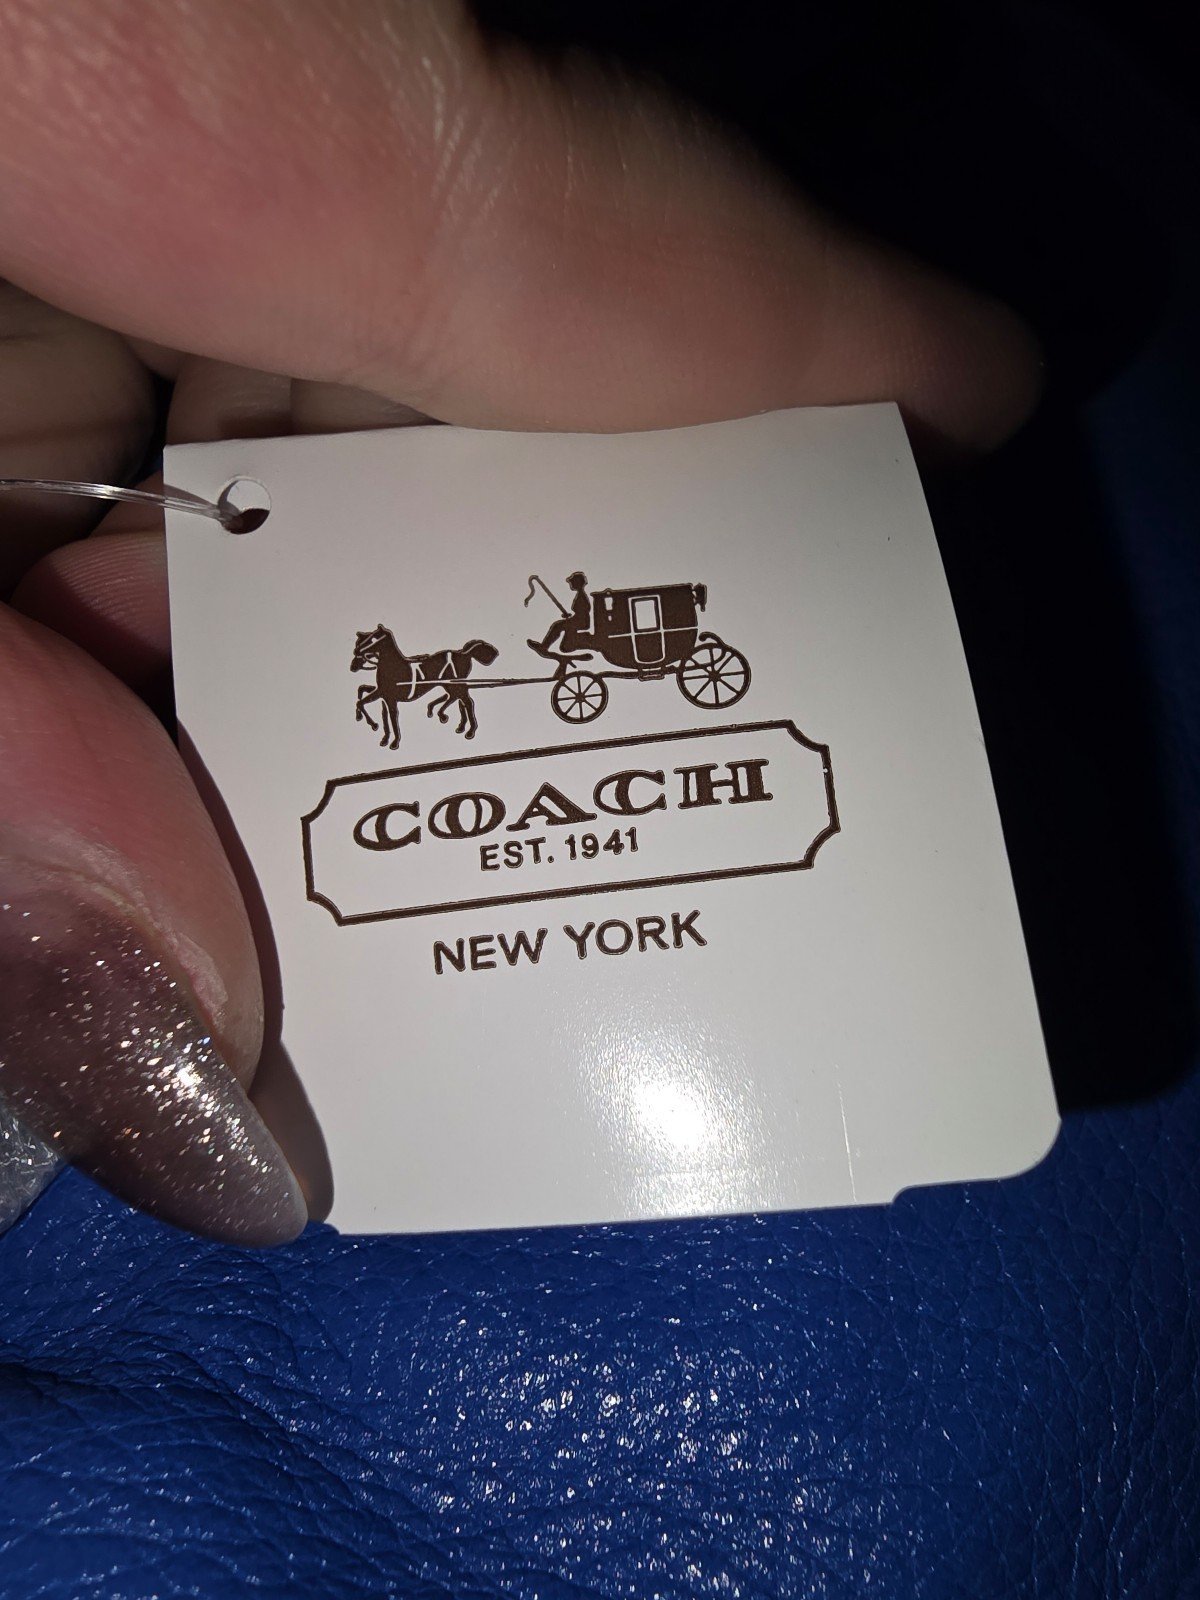 COACH
EST. 1941
NEW YORK